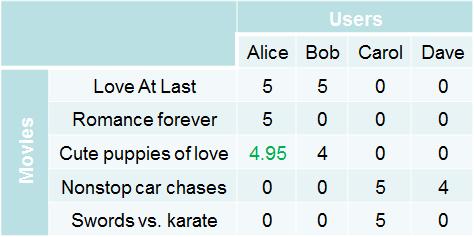 Users
Alice Bob Carol Dave
Movies
Love At Last 5 5 0 0
Romance forever 5 0 0 0
Cute puppies of love 4.95 4 0 0
Nonstop car chases 0 0 5 4
Swords vs. karate 0 0 5 0